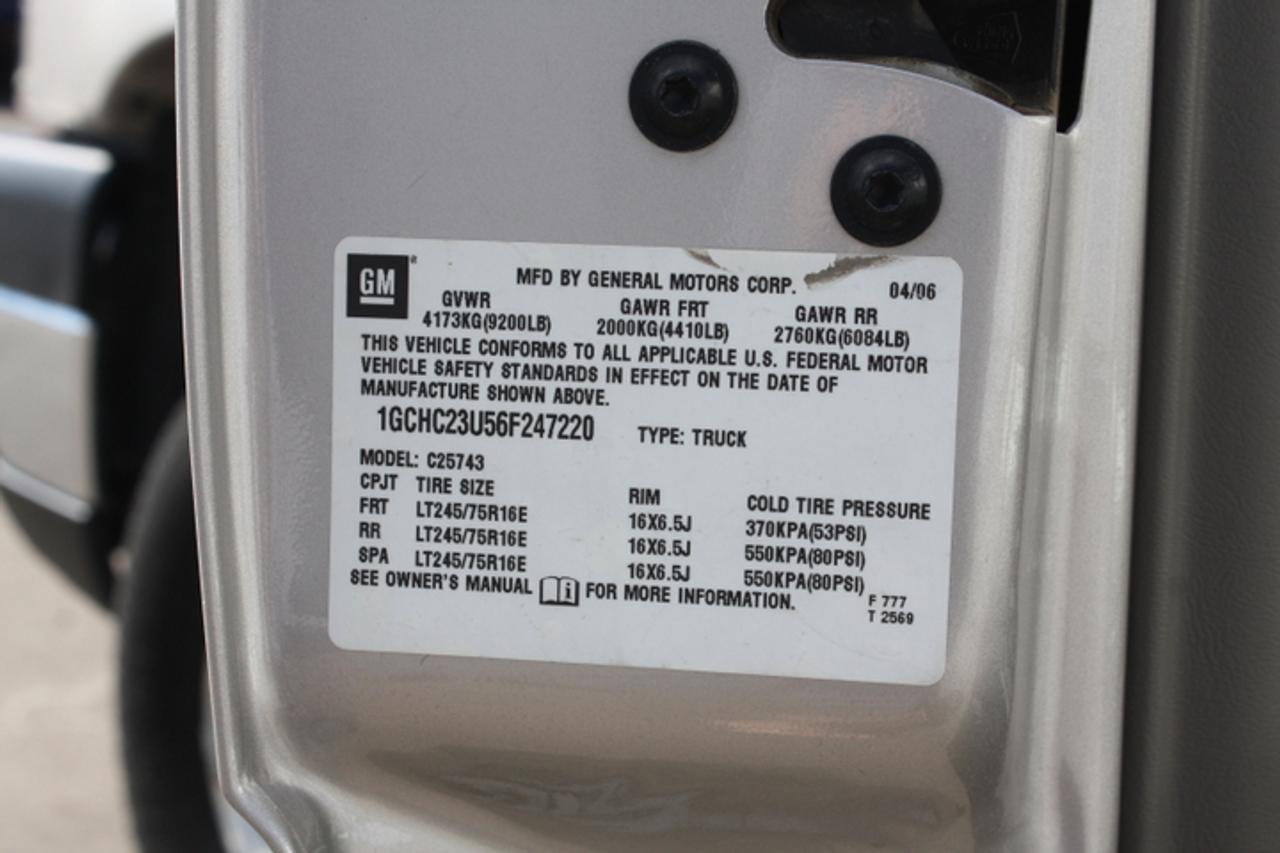 GM
MFD BY GENERAL MOTORS CORP. 04/06
GVWR GAWR FRT GAWR RR
4173KG(9200LB) 2000KG(4410LB) 2760KG(6084LB)
THIS VEHICLE CONFORMS TO ALL APPLICABLE U.S. FEDERAL MOTOR
VEHICLE SAFETY STANDARDS IN EFFECT ON THE DATE OF
MANUFACTURE SHOWN ABOVE.
1GCHC23U56F247220 TYPE: TRUCK
MODEL: C25743
CPJT TIRE SIZE RIM COLD TIRE PRESSURE
FRT LT245/75R16E 16X6.5J 370KPA(53PSI)
RR LT245/75R16E 16X6.5J 550KPA(80PSI)
SPA LT245/75R16E 16X6.5J 550KPA(80PSI)
SEE OWNER'S MANUAL i FOR MORE INFORMATION.
F 777
T 2569